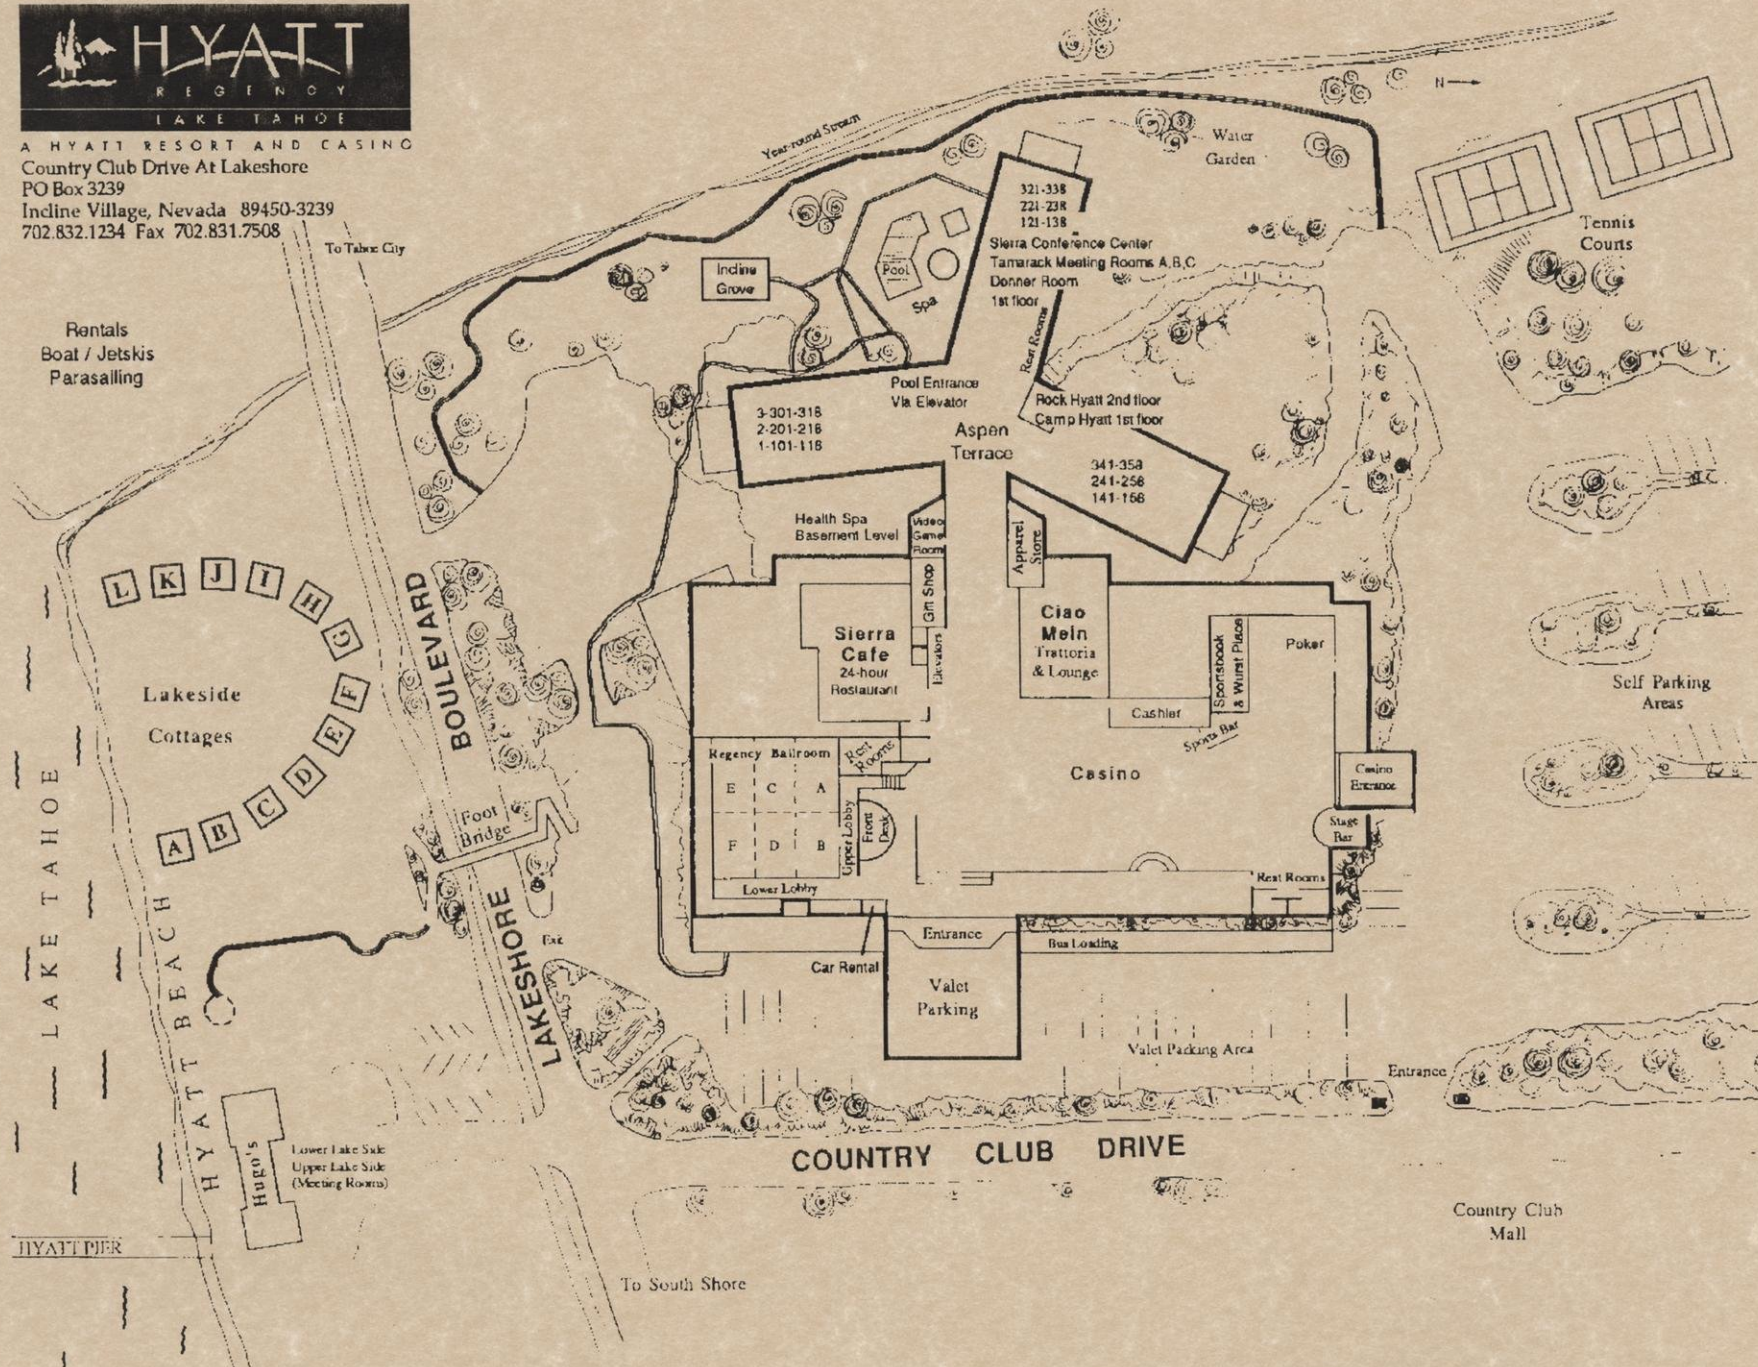 HYATT
REGENCY
LAKE TAHOE
A HYATT RESORT AND CASINO
Country Club Drive At Lakeshore
PO Box 3239
Incline Village, Nevada 89450-3239
702.832.1234 Fax 702.831.7508
To Tahoe City
Rentals
Boat / Jetskis
Parasailing
Year-round Stream
Water
Garden
N
Tennis
Courts
Incline
Grove
Pool
Spa
321-338
221-238
121-138
Sierra Conference Center
Tamarack Meeting Rooms A,B,C
Donner Room
1st floor
Rest Rooms
Pool Entrance
Via Elevator
Rock Hyatt 2nd floor
Camp Hyatt 1st floor
3-301-318
2-201-218
1-101-118
Aspen
Terrace
341-358
241-258
141-158
Health Spa
Basement Level
Video
Game
Room
Apparel
Store
Gift Shop
Elevators
Sierra
Cafe
24-hour
Restaurant
Ciao
Mein
Trattoria
& Lounge
Sportsbook
& Wurst Place
Poker
Cashier
Sports Bar
Self Parking
Areas
L K J I H G F E D C B A
Lakeside
Cottages
BOULEVARD
LAKESHORE
Foot
Bridge
Regency Ballroom
E C A
F D B
Rest
Rooms
Upper Lobby
Front
Desk
Lower Lobby
Casino
Casino
Entrance
Stage
Bar
Rest Rooms
Entrance
Bus Loading
Car Rental
Valet
Parking
Exit
Valet Parking Area
Entrance
LAKE TAHOE
HYATT BEACH
Hugo's
Lower Lake Side
Upper Lake Side
(Meeting Rooms)
HYATT PIER
COUNTRY CLUB DRIVE
Country Club
Mall
To South Shore